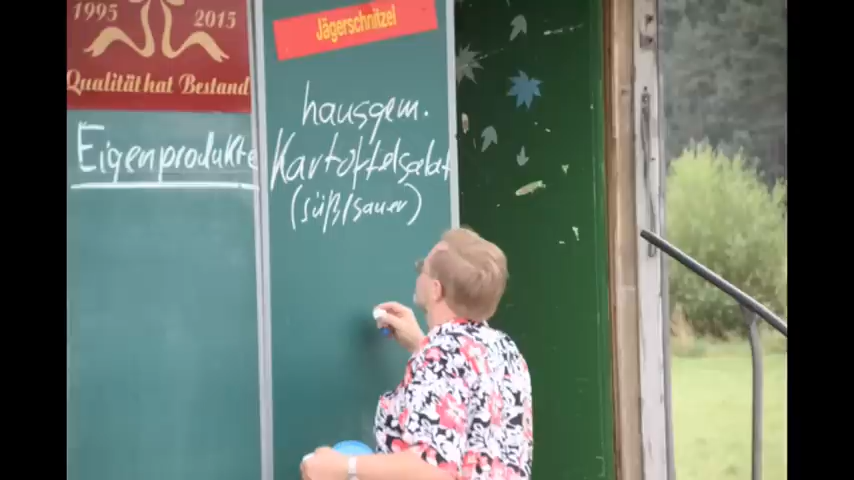 1995 2015
Qualität hat Bestand
Eigenprodukte
Jägerschnitzel
hausgem.
Kartoffelsalat
(süß/sauer)